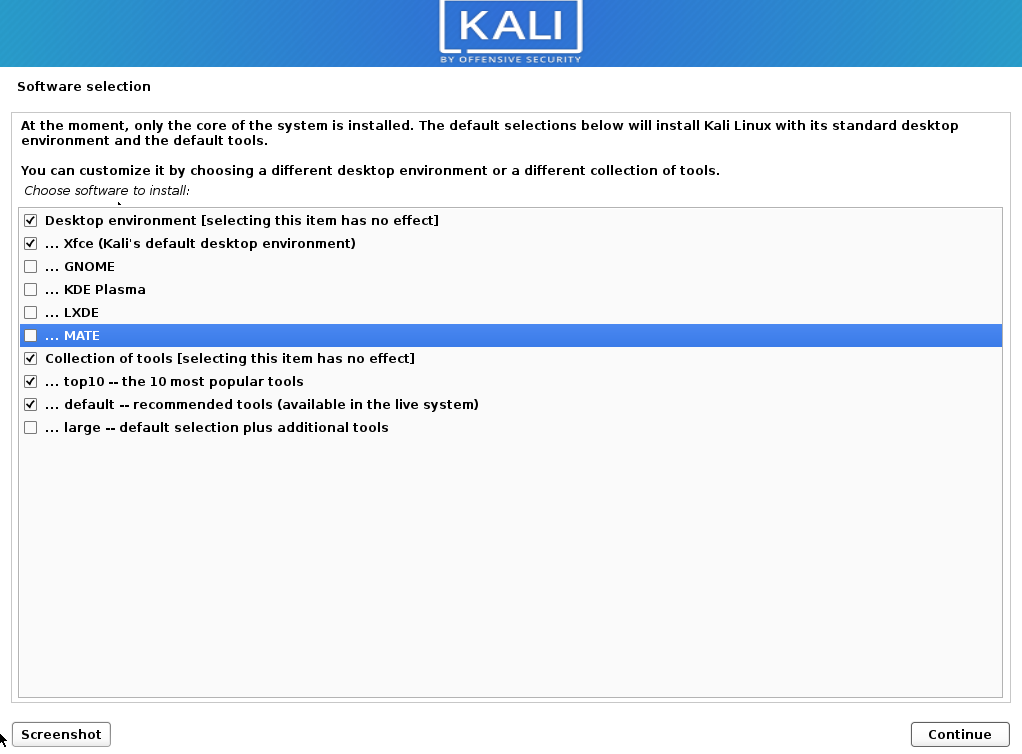 KALI
BY OFFENSIVE SECURITY
Software selection
At the moment, only the core of the system is installed. The default selections below will install Kali Linux with its standard desktop
environment and the default tools.
You can customize it by choosing a different desktop environment or a different collection of tools.
Choose software to install:
Desktop environment [selecting this item has no effect]
... Xfce (Kali's default desktop environment)
... GNOME
... KDE Plasma
... LXDE
... MATE
Collection of tools [selecting this item has no effect]
... top10 -- the 10 most popular tools
... default -- recommended tools (available in the live system)
... large -- default selection plus additional tools
Screenshot
Continue